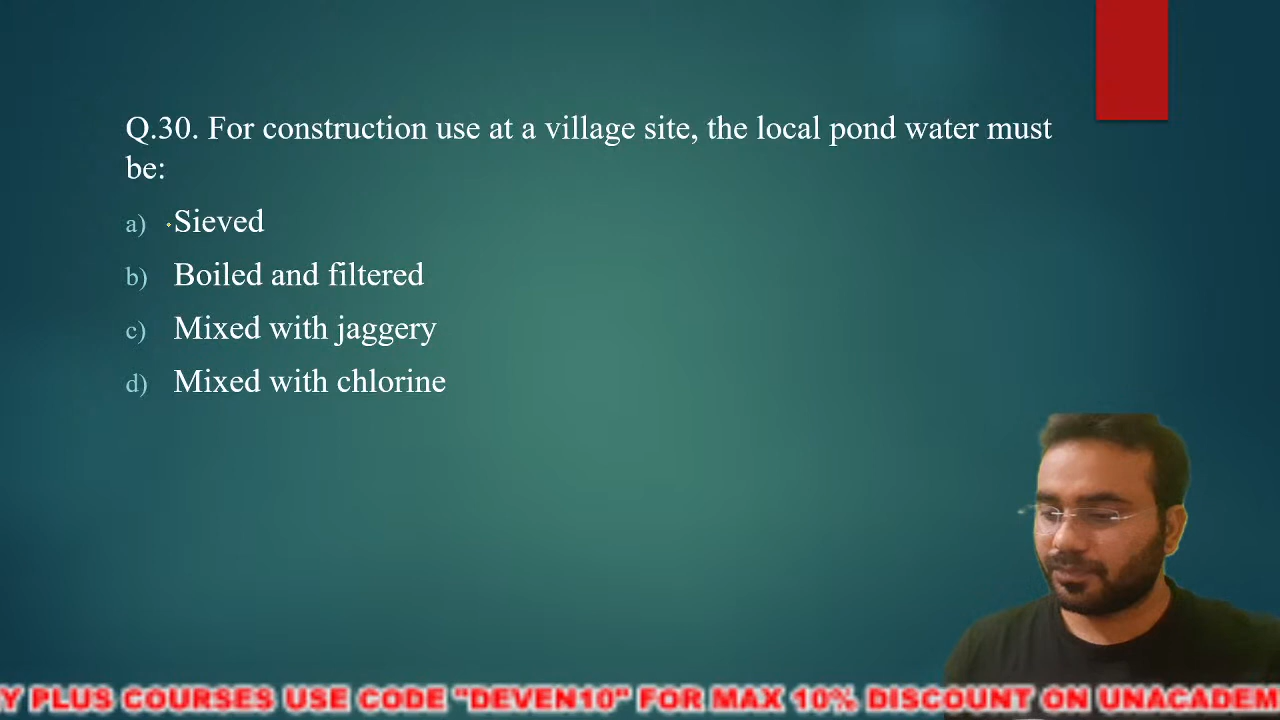 Q.30. For construction use at a village site, the local pond water must
be:
a) Sieved
b) Boiled and filtered
c) Mixed with jaggery
d) Mixed with chlorine
Y PLUS COURSES USE CODE "DEVEN10" FOR MAX 10% DISCOUNT ON UNACADEM